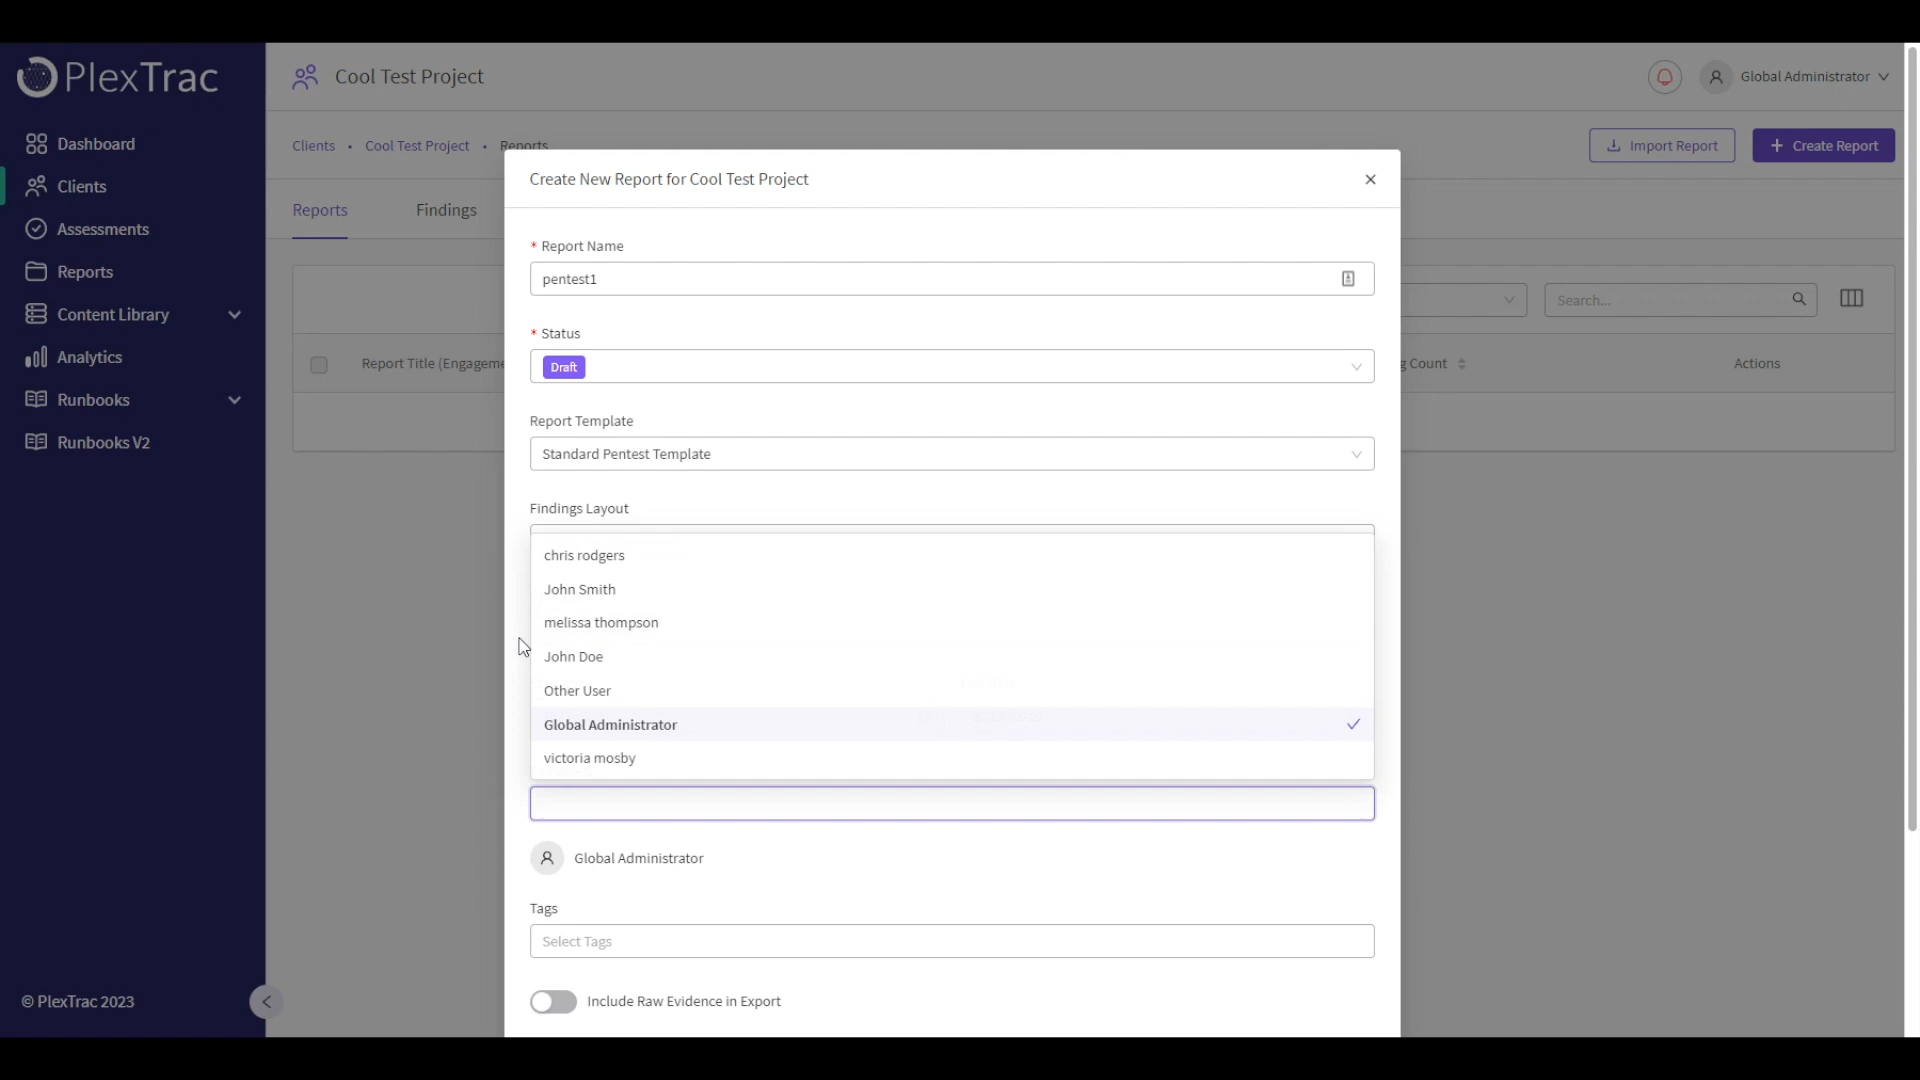 PlexTrac
Dashboard
Clients
Assessments
Reports
Content Library
Analytics
Runbooks
Runbooks V2
© PlexTrac 2023
Cool Test Project
Global Administrator
Clients • Cool Test Project • Reports
Import Report
+ Create Report
Reports
Findings
Search...
Report Title (Engageme
g Count
Actions
Create New Report for Cool Test Project
* Report Name
pentest1
* Status
Draft
Report Template
Standard Pentest Template
Findings Layout
chris rodgers
John Smith
melissa thompson
John Doe
Other User
Global Administrator
victoria mosby
Global Administrator
Tags
Select Tags
Include Raw Evidence in Export